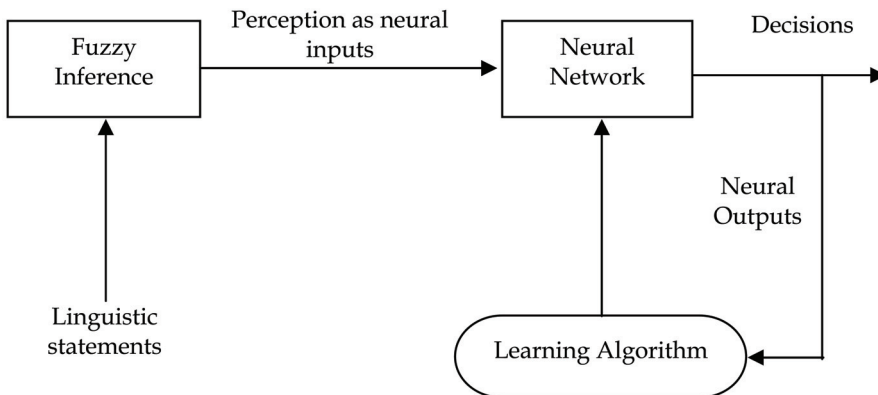 Fuzzy
Inference
Perception as neural
inputs
Neural
Network
Decisions
Neural
Outputs
Linguistic
statements
Learning Algorithm